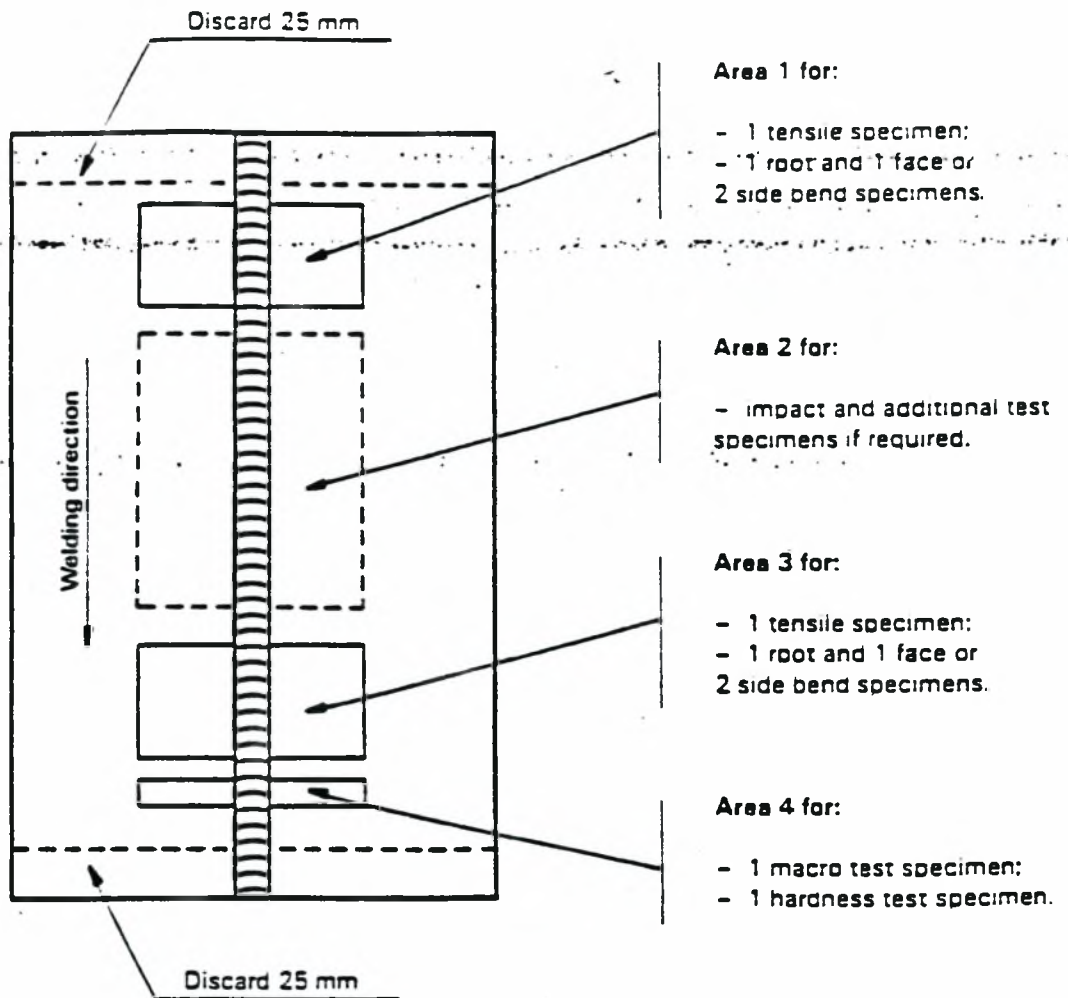 Discard 25 mm
Area 1 for:
- 1 tensile specimen;
- 1 root and 1 face or
2 side bend specimens.
Area 2 for:
- impact and additional test
specimens if required.
Welding direction
Area 3 for:
- 1 tensile specimen;
- 1 root and 1 face or
2 side bend specimens.
Area 4 for:
- 1 macro test specimen;
- 1 hardness test specimen.
Discard 25 mm